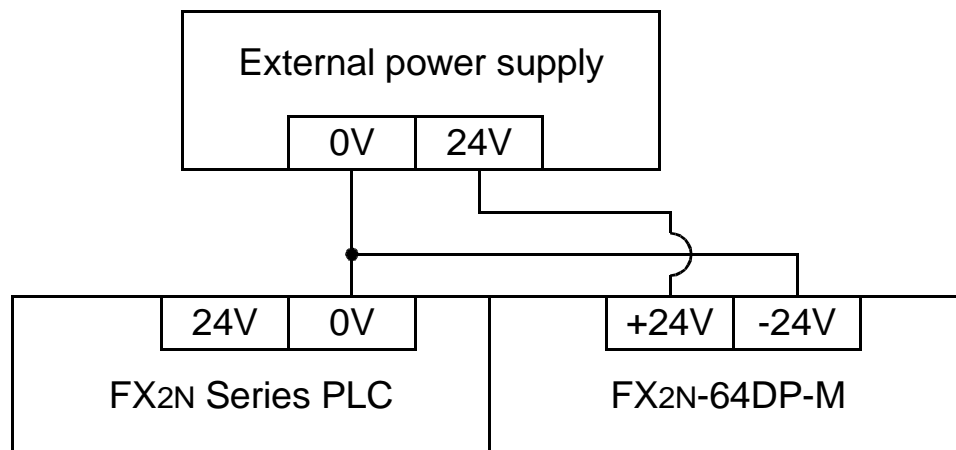 External power supply
0V 24V
24V 0V +24V -24V
FX2N Series PLC FX2N-64DP-M